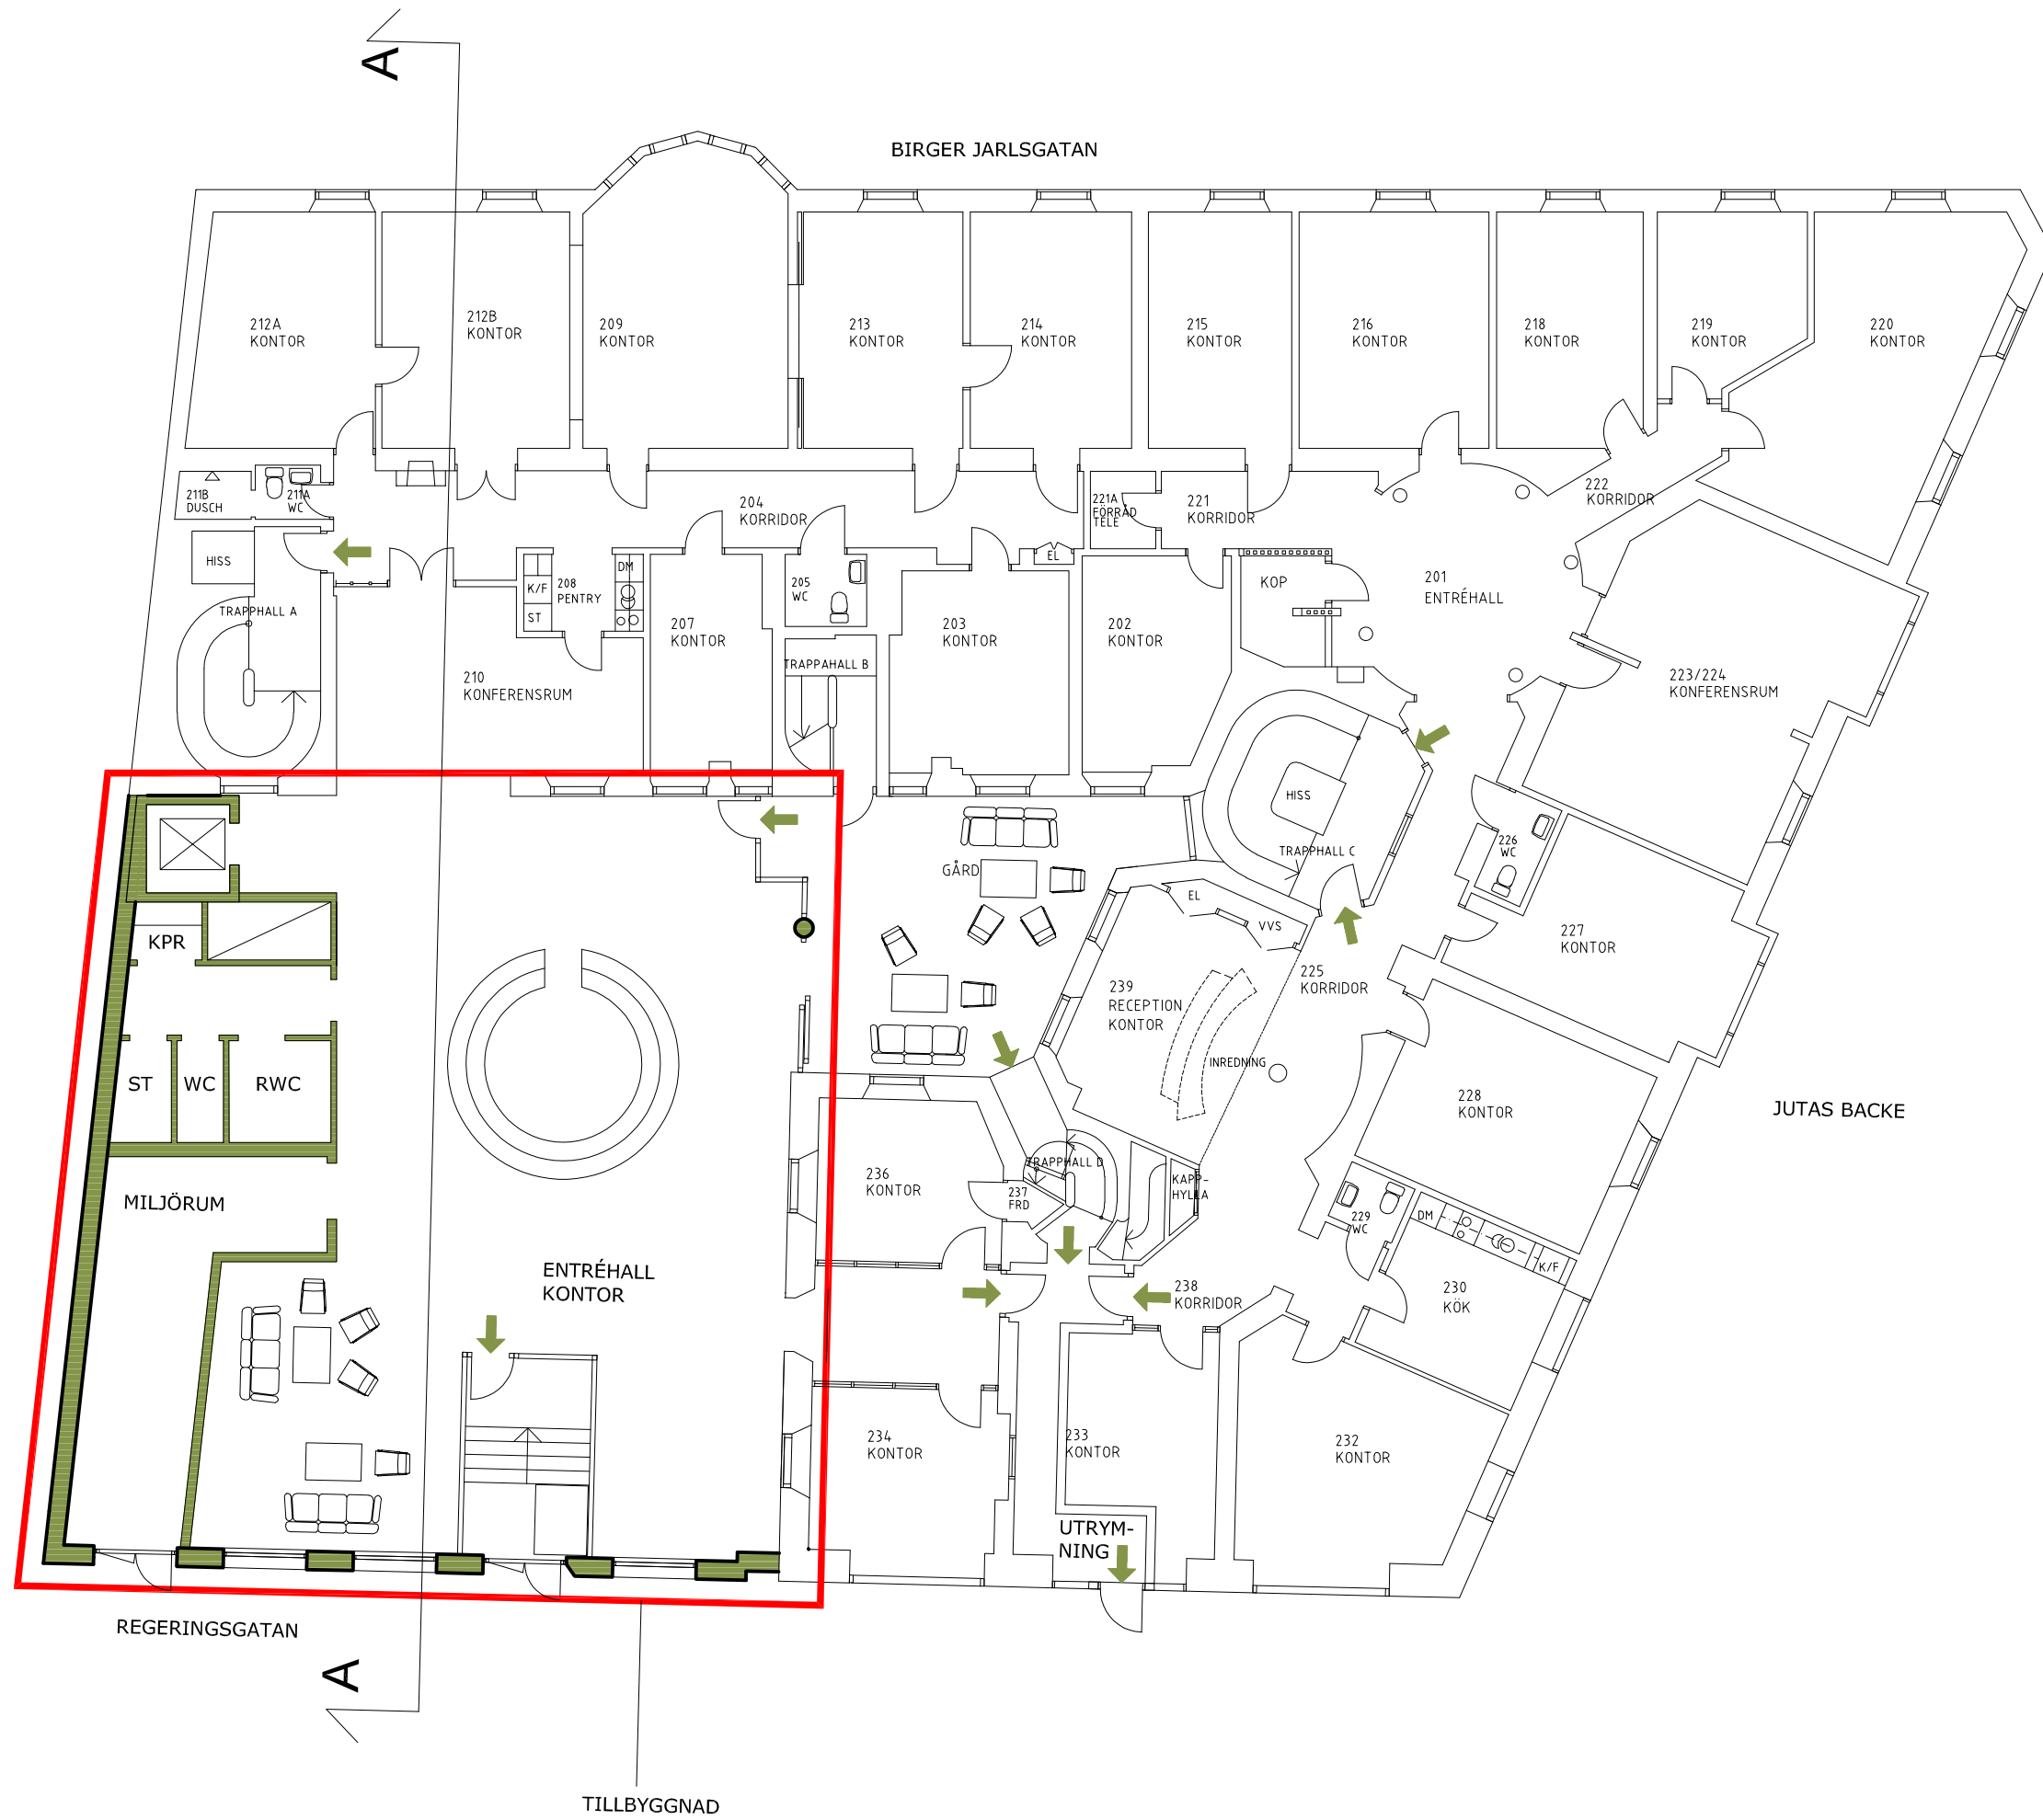 A
BIRGER JARLSGATAN
212A
KONTOR
212B
KONTOR
209
KONTOR
213
KONTOR
214
KONTOR
215
KONTOR
216
KONTOR
218
KONTOR
219
KONTOR
220
KONTOR
211B
DUSCH
211A
WC
204
KORRIDOR
221A
FÖRRÅD
TELE
221
KORRIDOR
222
KORRIDOR
HISS
TRAPPHALL A
K/F
ST
208
PENTRY
DM
205
WC
EL
KOP
201
ENTRÉHALL
207
KONTOR
203
KONTOR
202
KONTOR
TRAPPAHALL B
210
KONFERENSRUM
223/224
KONFERENSRUM
HISS
TRAPPHALL C
GÅRD
226
WC
EL
VVS
227
KONTOR
KPR
239
RECEPTION
KONTOR
225
KORRIDOR
INREDNING
ST
WC
RWC
228
KONTOR
JUTAS BACKE
236
KONTOR
TRAPPHALL D
237
FRD
KAPP-
HYLLA
229
WC
DM
K/F
MILJÖRUM
ENTRÉHALL
KONTOR
238
KORRIDOR
230
KÖK
234
KONTOR
233
KONTOR
232
KONTOR
UTRYM-
NING
REGERINGSGATAN
A
TILLBYGGNAD